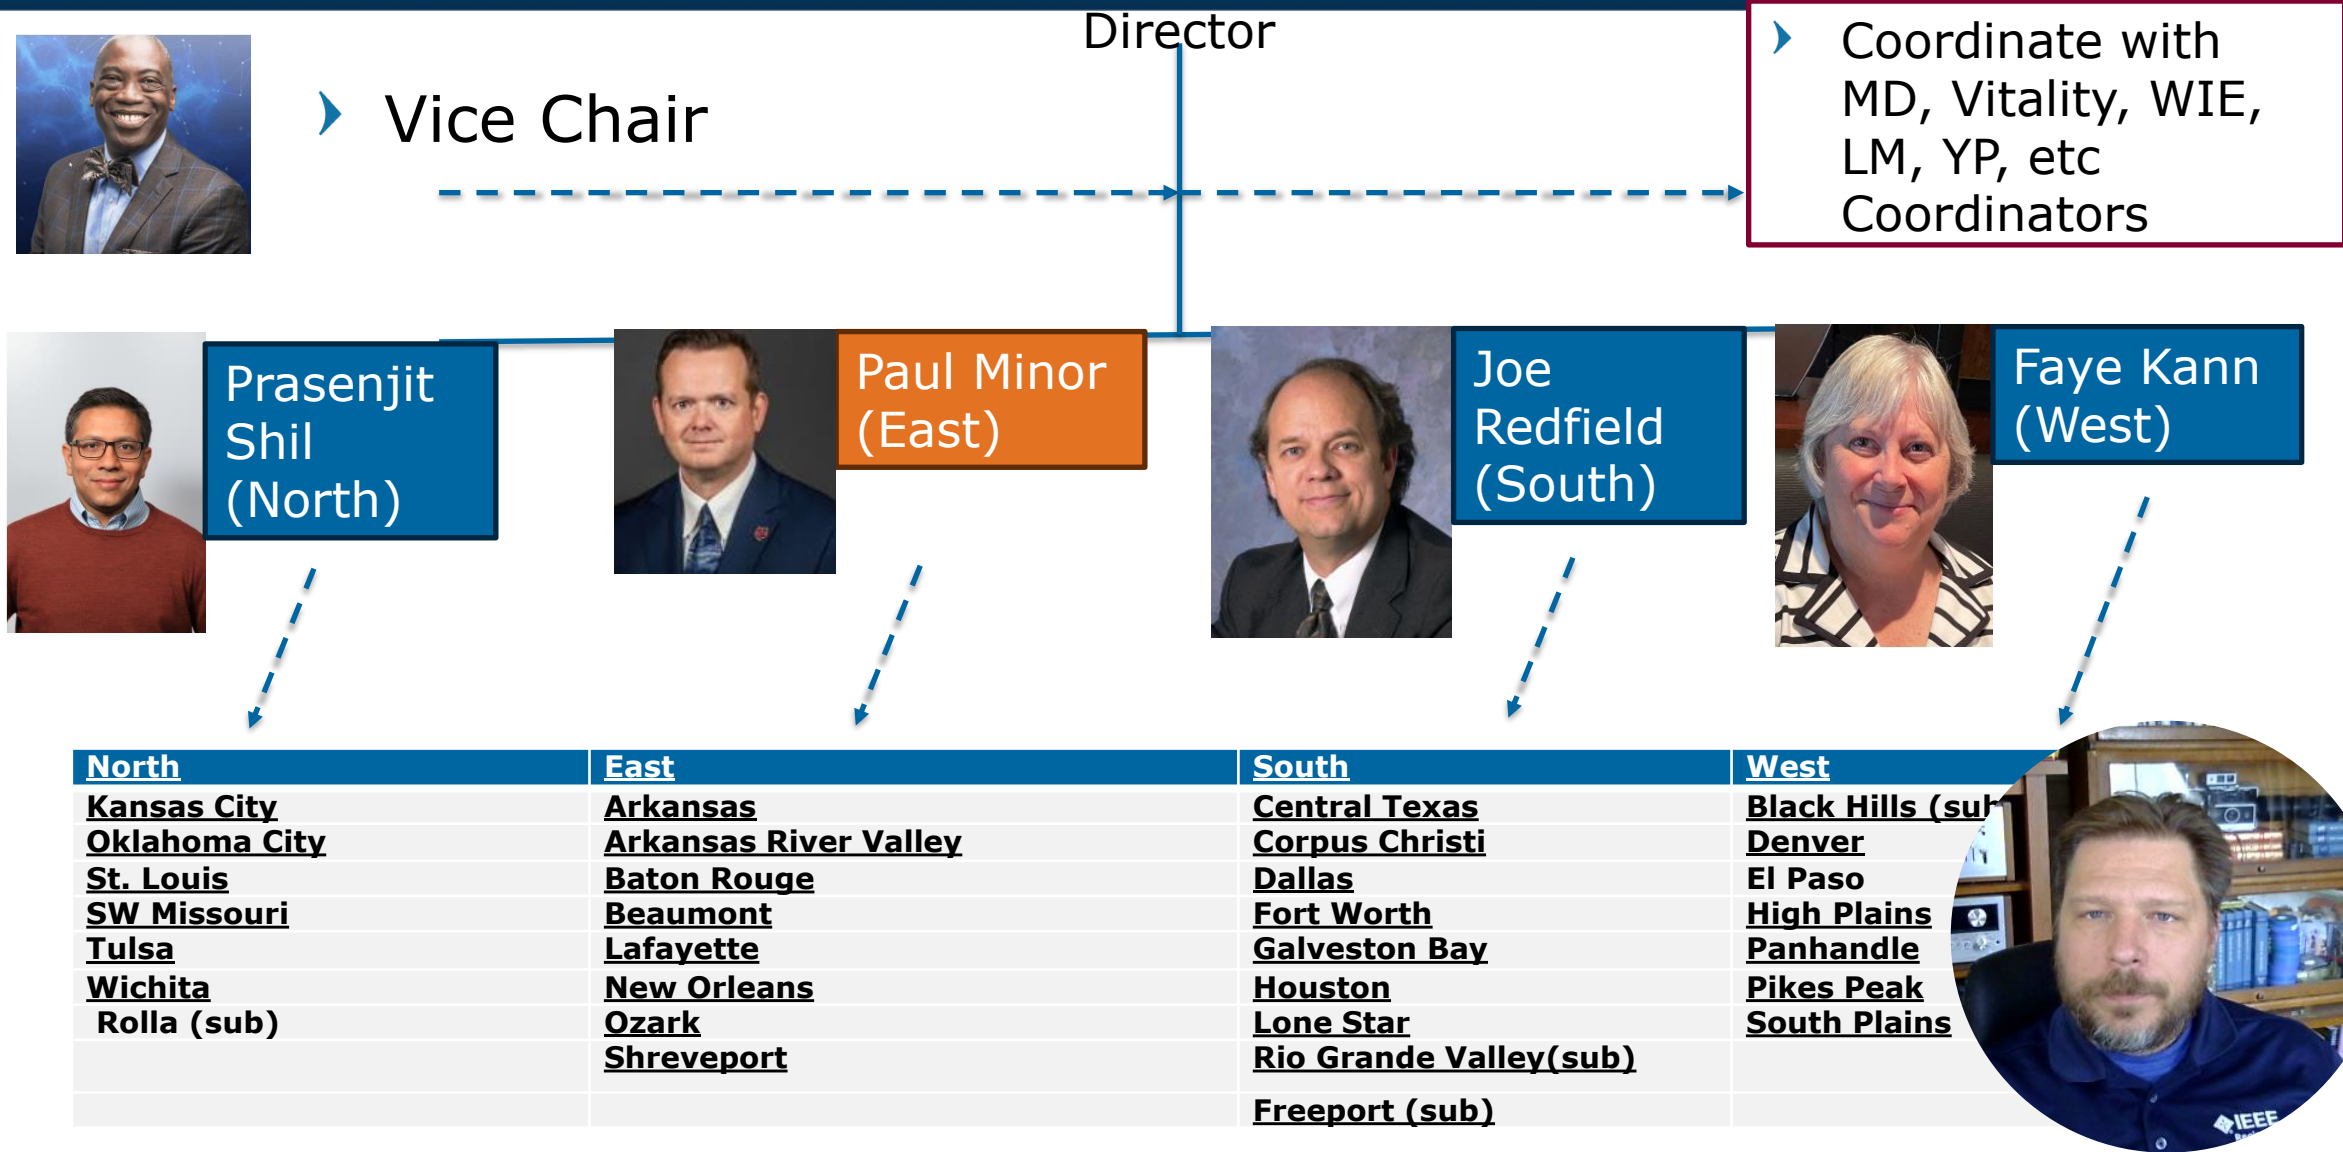 Director
Vice Chair
Coordinate with
MD, Vitality, WIE,
LM, YP, etc
Coordinators
Prasenjit
Shil
(North)
Paul Minor
(East)
Joe
Redfield
(South)
Faye Kann
(West)
North East South West
Kansas City Arkansas Central Texas Black Hills (sub
Oklahoma City Arkansas River Valley Corpus Christi Denver
St. Louis Baton Rouge Dallas El Paso
SW Missouri Beaumont Fort Worth High Plains
Tulsa Lafayette Galveston Bay Panhandle
Wichita New Orleans Houston Pikes Peak
Rolla (sub) Ozark Lone Star South Plains
Shreveport Rio Grande Valley(sub)
Freeport (sub)
IEEE